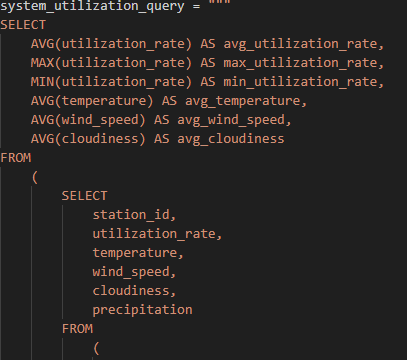 system_utilization_query = """
SELECT
    AVG(utilization_rate) AS avg_utilization_rate,
    MAX(utilization_rate) AS max_utilization_rate,
    MIN(utilization_rate) AS min_utilization_rate,
    AVG(temperature) AS avg_temperature,
    AVG(wind_speed) AS avg_wind_speed,
    AVG(cloudiness) AS avg_cloudiness
FROM
    (
        SELECT
            station_id,
            utilization_rate,
            temperature,
            wind_speed,
            cloudiness,
            precipitation
        FROM
            (